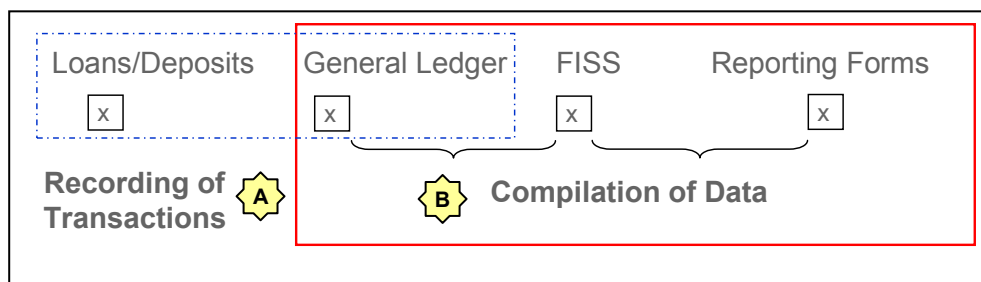 Loans/Deposits General Ledger FISS Reporting Forms
x x x x
Recording of
Transactions
A
B
Compilation of Data